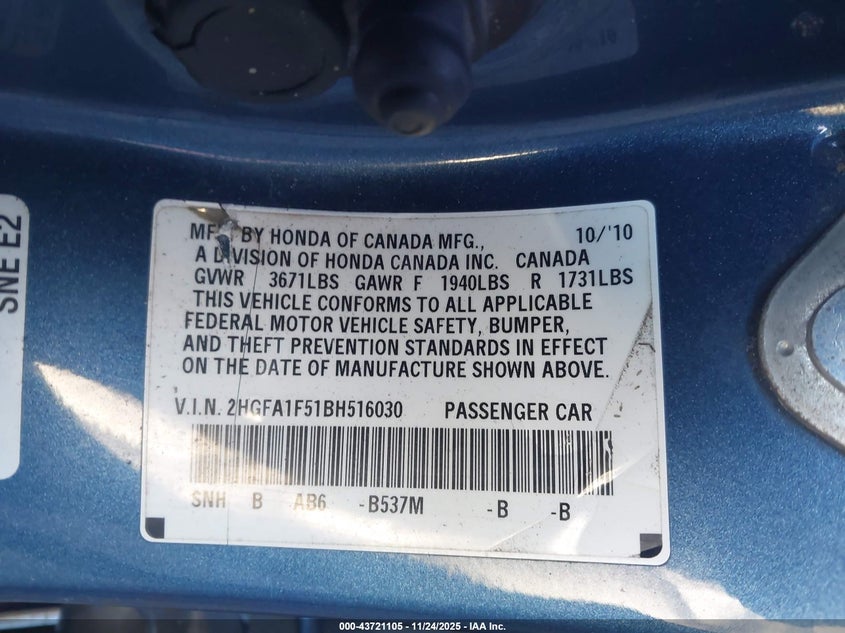 SNE E2
MF BY HONDA OF CANADA MFG., 10/'10
A DIVISION OF HONDA CANADA INC. CANADA
GVWR 3671LBS GAWR F 1940LBS R 1731LBS
THIS VEHICLE CONFORMS TO ALL APPLICABLE
FEDERAL MOTOR VEHICLE SAFETY, BUMPER,
AND THEFT PREVENTION STANDARDS IN EFFECT
ON THE DATE OF MANUFACTURE SHOWN ABOVE.
V.I.N. 2HGFA1F51BH516030 PASSENGER CAR
SNH B AB6 -B537M -B -B
000-43721105 - 11/24/2025 - IAA Inc.